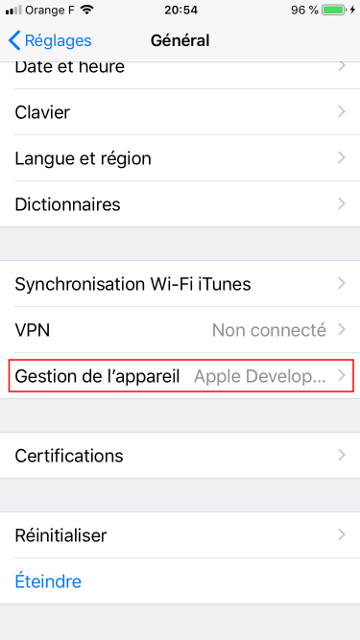 Orange F 20:54 96 %
Réglages Général
Date et heure
Clavier
Langue et région
Dictionnaires
Synchronisation Wi-Fi iTunes
VPN Non connecté
Gestion de l’appareil Apple Develop...
Certifications
Réinitialiser
Éteindre